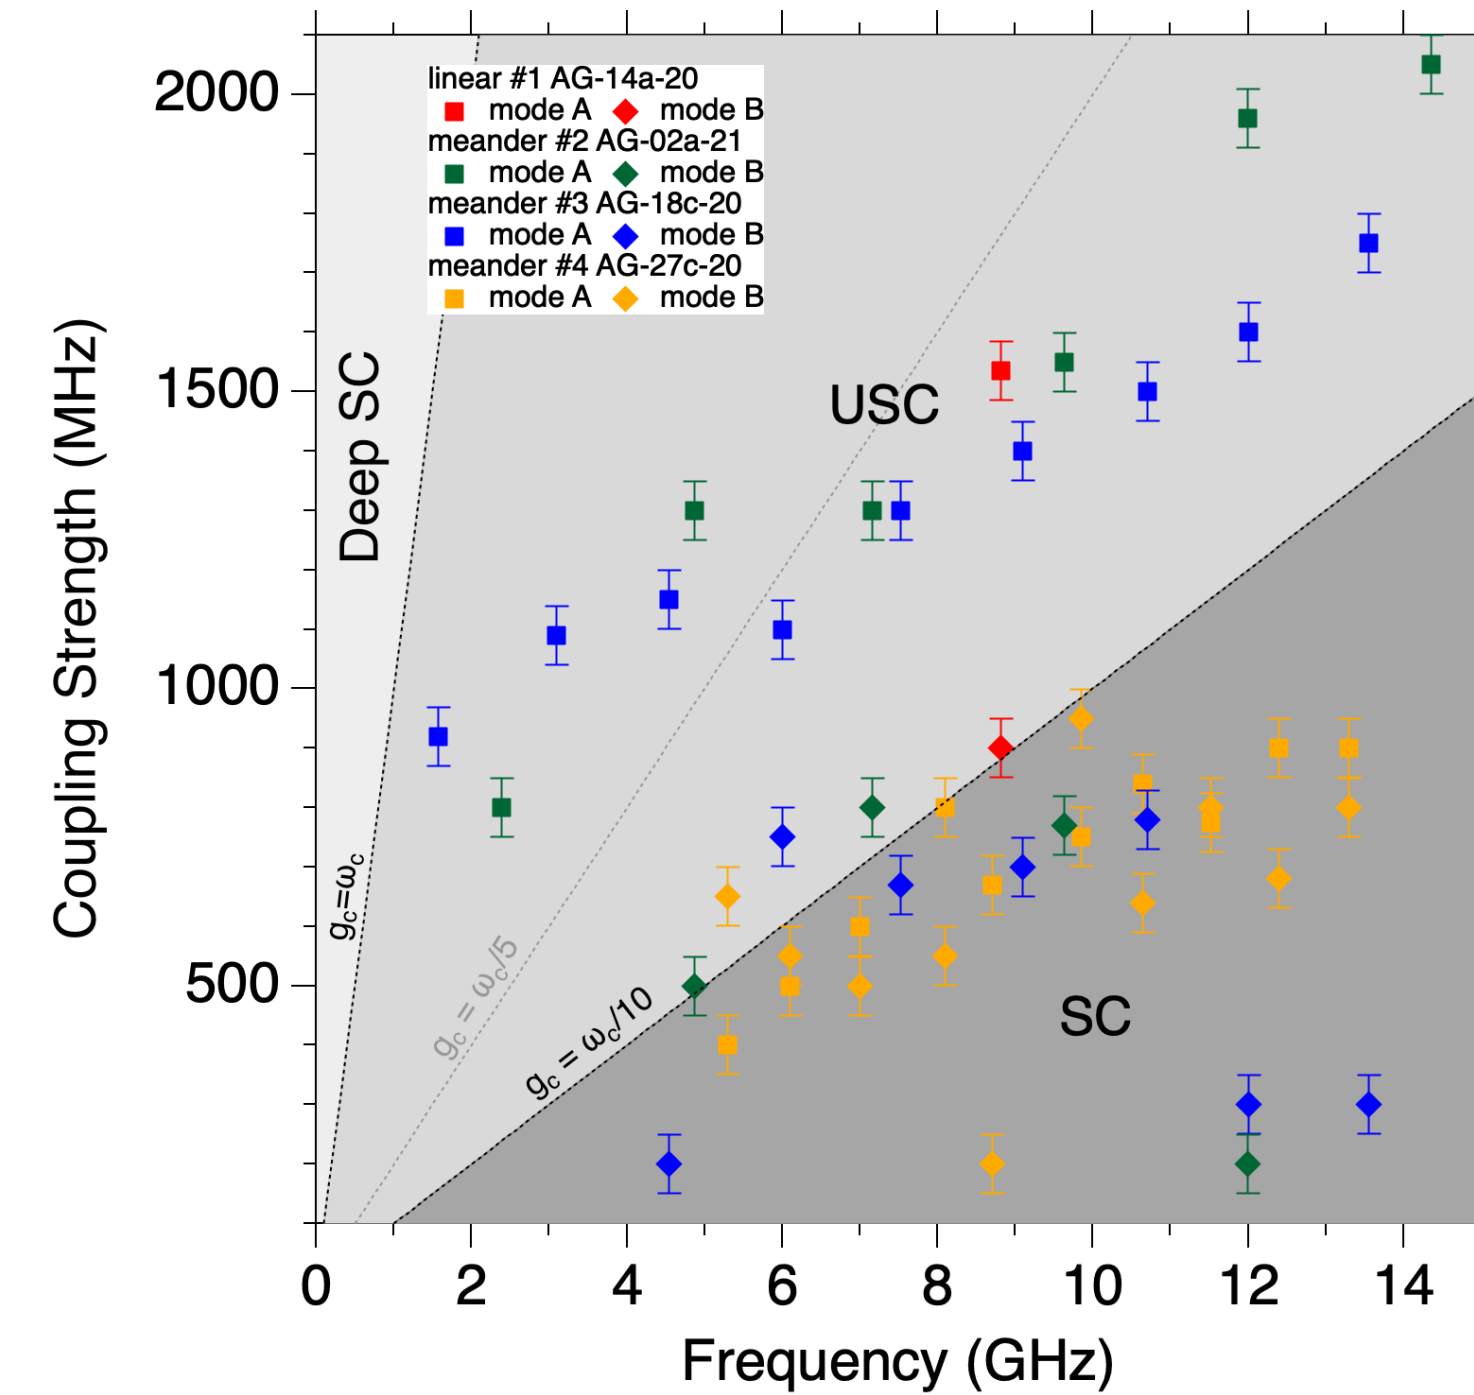 linear #1 AG-14a-20
mode A mode B
meander #2 AG-02a-21
mode A mode B
meander #3 AG-18c-20
mode A mode B
meander #4 AG-27c-20
mode A mode B
Deep SC
USC
SC
g_c=ω_c
g_c = ω_c/5
g_c = ω_c/10
Coupling Strength (MHz)
2000
1500
1000
500
0 2 4 6 8 10 12 14
Frequency (GHz)